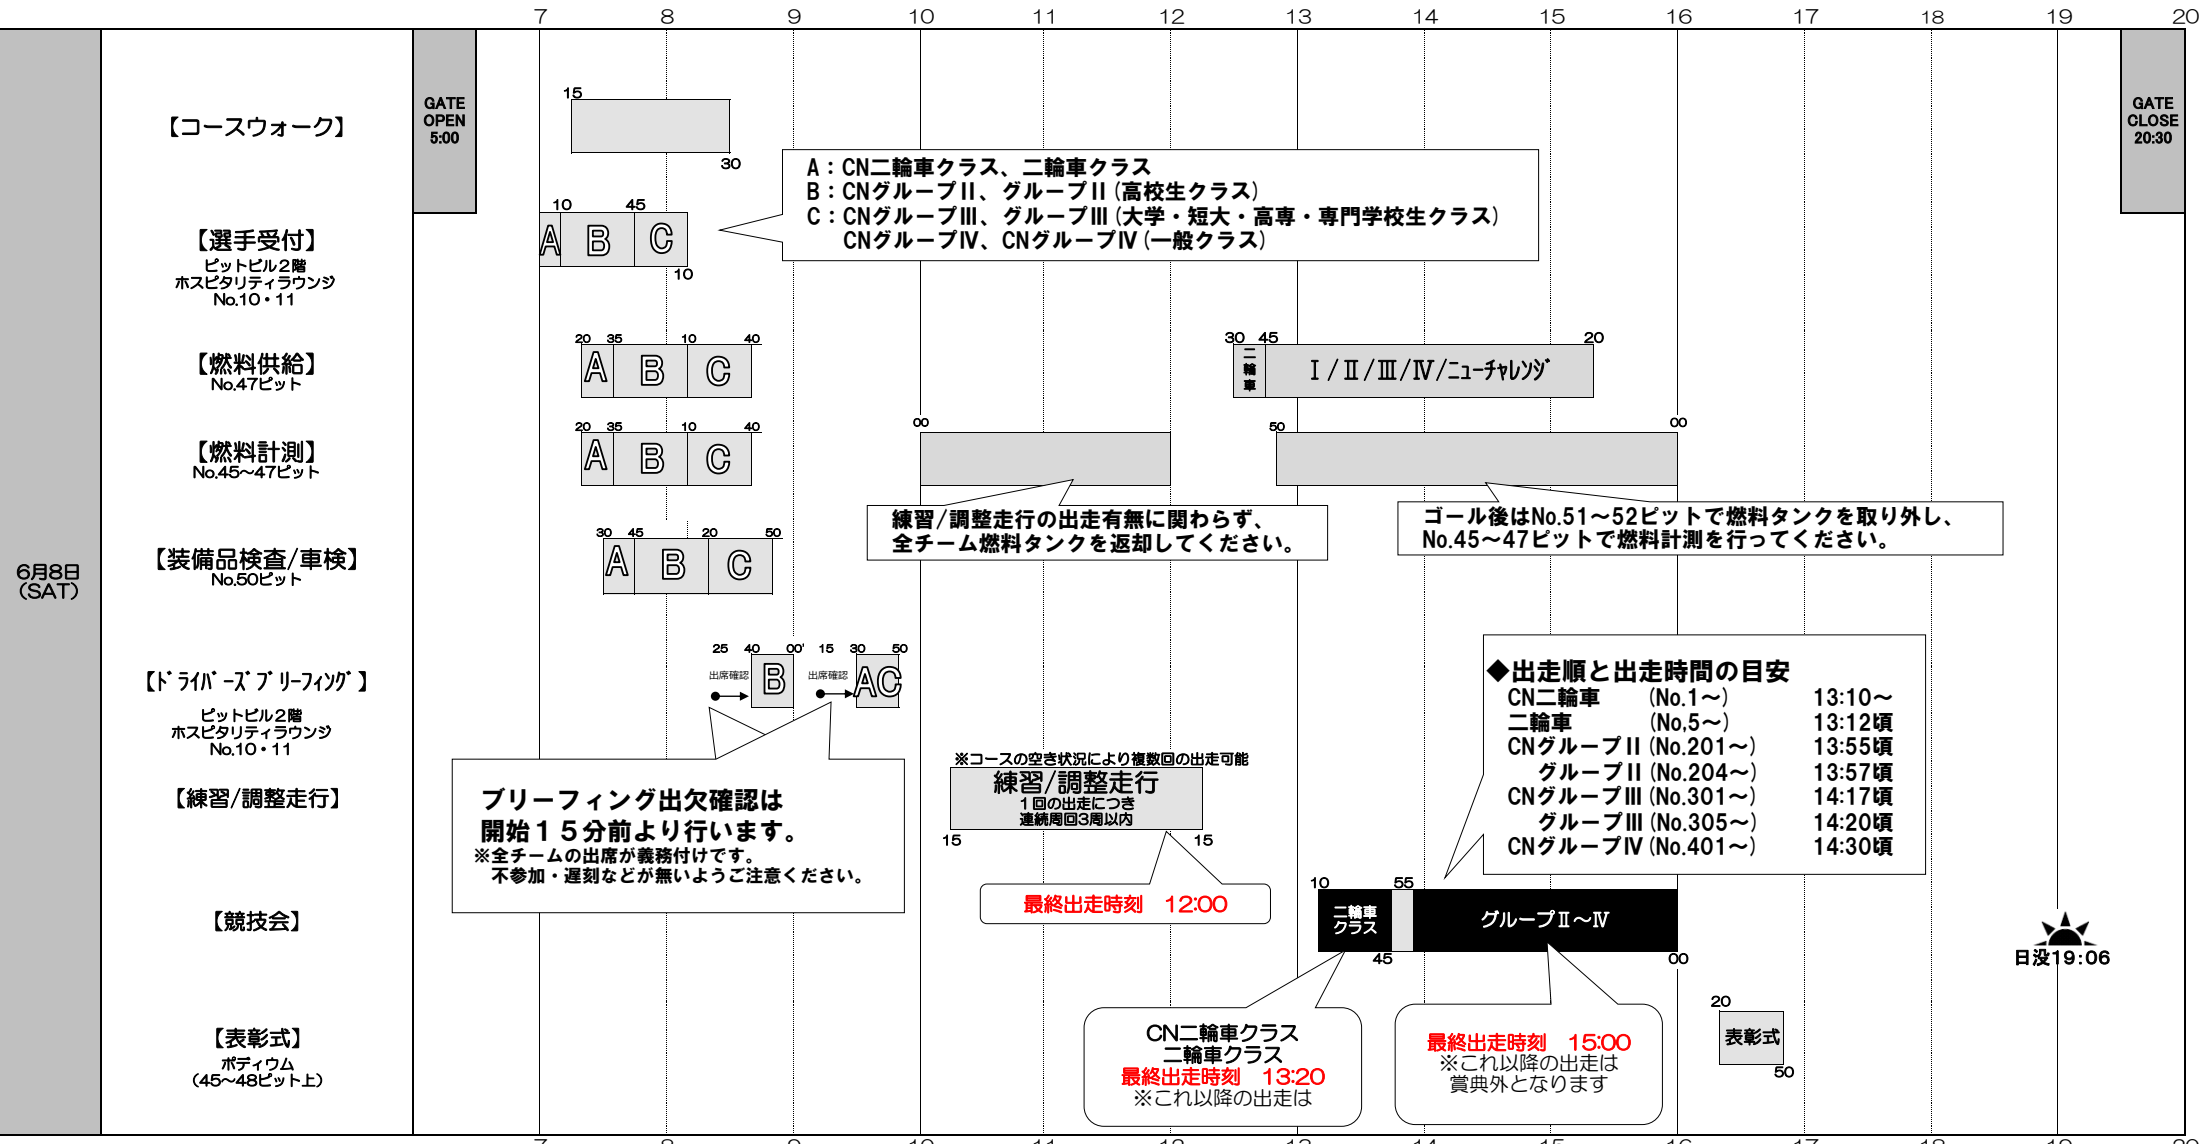 7 8 9 10 11 12 13 14 15 16 17 18 19 20
6月8日
(SAT)
GATE
OPEN
5:00
GATE
CLOSE
20:30
【コースウォーク】
15
30
A：CN二輪車クラス、二輪車クラス
B：CNグループⅡ、グループⅡ(高校生クラス)
C：CNグループⅢ、グループⅢ(大学・短大・高専・専門学校生クラス)
CNグループⅣ、CNグループⅣ(一般クラス)
【選手受付】
ピットビル２階
ホスピタリティラウンジ
No.10・11
10 45
A B C
10
【燃料供給】
No.47ピット
20 35 10 40
A B C
30 45 20
二輪車
Ⅰ/Ⅱ/Ⅲ/Ⅳ/ﾆｭｰﾁｬﾚﾝｼﾞ
【燃料計測】
No.45～47ピット
20 35 10 40
A B C
00
50 00
練習/調整走行の出走有無に関わらず、
全チーム燃料タンクを返却してください。
ゴール後はNo.51～52ピットで燃料タンクを取り外し、
No.45～47ピットで燃料計測を行ってください。
【装備品検査/車検】
No.50ピット
30 45 20 50
A B C
【ﾄﾞﾗｲﾊﾞｰｽﾞﾌﾞﾘｰﾌｨﾝｸﾞ】
ピットビル２階
ホスピタリティラウンジ
No.10・11
25 40 00' 15 30 50
出席確認 B 出席確認 AC
ブリーフィング出欠確認は
開始１５分前より行います。
※全チームの出席が義務付けです。
不参加・遅刻などが無いようご注意ください。
◆出走順と出走時間の目安
CN二輪車 (No.1～) 13:10～
二輪車 (No,5～) 13:12頃
CNグループⅡ(No.201～) 13:55頃
グループⅡ(No.204～) 13:57頃
CNグループⅢ(No.301～) 14:17頃
グループⅢ(No.305～) 14:20頃
CNグループⅣ(No.401～) 14:30頃
【練習/調整走行】
※コースの空き状況により複数回の出走可能
練習/調整走行
１回の出走につき
連続周回3周以内
15 15
最終出走時刻　12:00
【競技会】
10 55
二輪車
クラス
グループⅡ～Ⅳ
45 00
日没19:06
CN二輪車クラス
二輪車クラス
最終出走時刻　13:20
※これ以降の出走は
最終出走時刻　15:00
※これ以降の出走は
賞典外となります
【表彰式】
ポディウム
(45～48ピット上)
20
表彰式
50
7 8 9 10 11 12 13 14 15 16 17 18 19 20